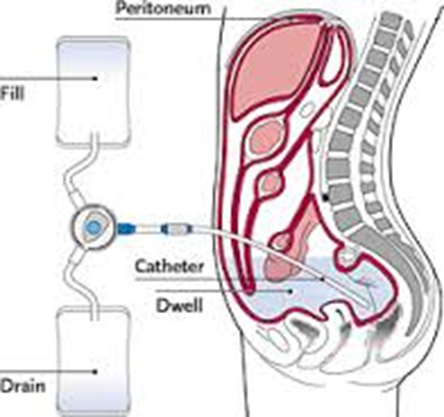 Peritoneum
Fill
Catheter
Dwell
Drain